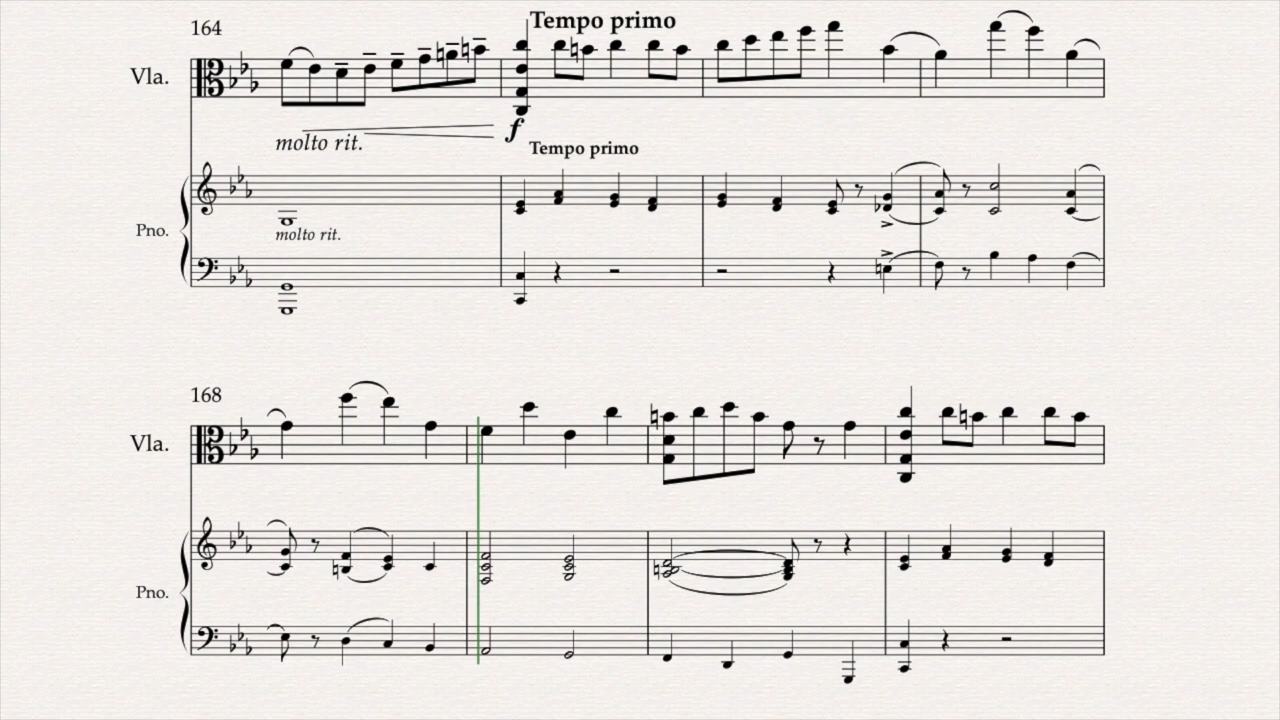 164
Tempo primo
Vla.
molto rit.
f
Tempo primo
Pno.
molto rit.
168
Vla.
Pno.